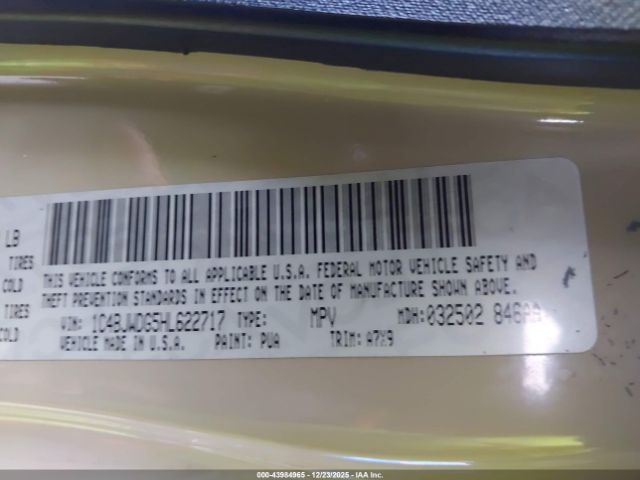 LB
TIRES
COLD
TIRES
COLD
THIS VEHICLE CONFORMS TO ALL APPLICABLE U.S.A. FEDERAL MOTOR VEHICLE SAFETY AND
THEFT PREVENTION STANDARDS IN EFFECT ON THE DATE OF MANUFACTURE SHOWN ABOVE.
VIN: 1C4BJWDG5HL622717 TYPE: MPV MDH: 032502
VEHICLE MADE IN U.S.A. PAINT: PUA TRIM:
000-43984965 - 12/23/2025 - IAA Inc.